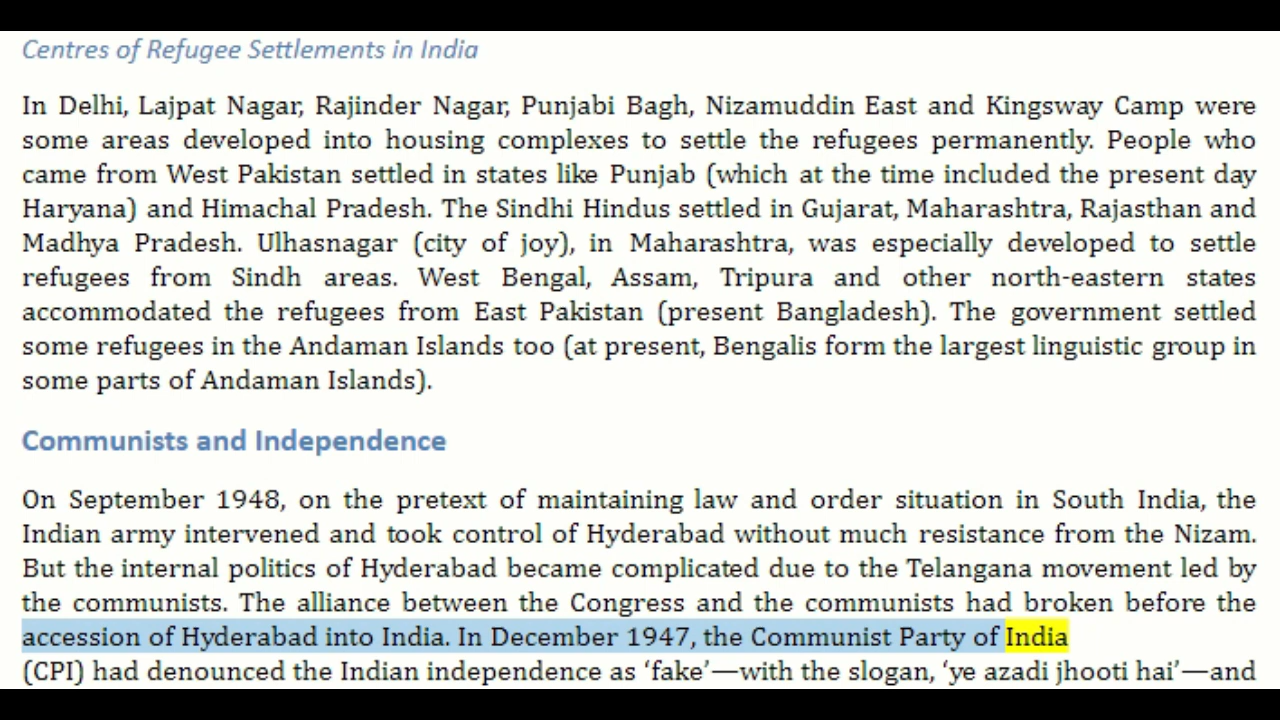 Centres of Refugee Settlements in India
In Delhi, Lajpat Nagar, Rajinder Nagar, Punjabi Bagh, Nizamuddin East and Kingsway Camp were
some areas developed into housing complexes to settle the refugees permanently. People who
came from West Pakistan settled in states like Punjab (which at the time included the present day
Haryana) and Himachal Pradesh. The Sindhi Hindus settled in Gujarat, Maharashtra, Rajasthan and
Madhya Pradesh. Ulhasnagar (city of joy), in Maharashtra, was especially developed to settle
refugees from Sindh areas. West Bengal, Assam, Tripura and other north-eastern states
accommodated the refugees from East Pakistan (present Bangladesh). The government settled
some refugees in the Andaman Islands too (at present, Bengalis form the largest linguistic group in
some parts of Andaman Islands).
Communists and Independence
On September 1948, on the pretext of maintaining law and order situation in South India, the
Indian army intervened and took control of Hyderabad without much resistance from the Nizam.
But the internal politics of Hyderabad became complicated due to the Telangana movement led by
the communists. The alliance between the Congress and the communists had broken before the
accession of Hyderabad into India. In December 1947, the Communist Party of India
(CPI) had denounced the Indian independence as ‘fake’—with the slogan, ‘ye azadi jhooti hai’—and